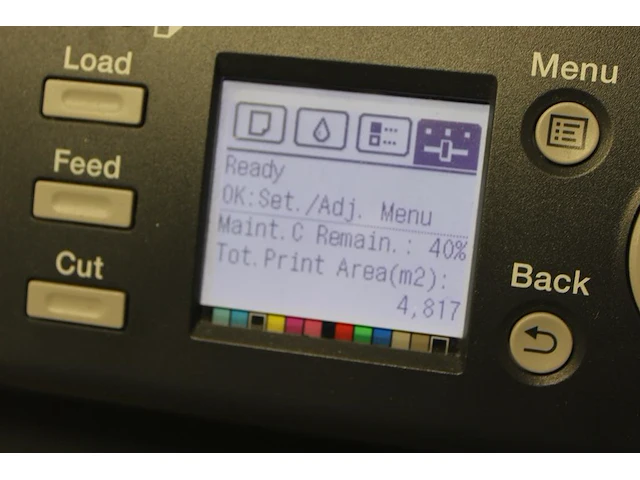 Load
Menu
Feed
Ready
OK:Set./Adj. Menu
Maint.C Remain.: 40%
Cut
Tot.Print Area(m2):
Back
4,817